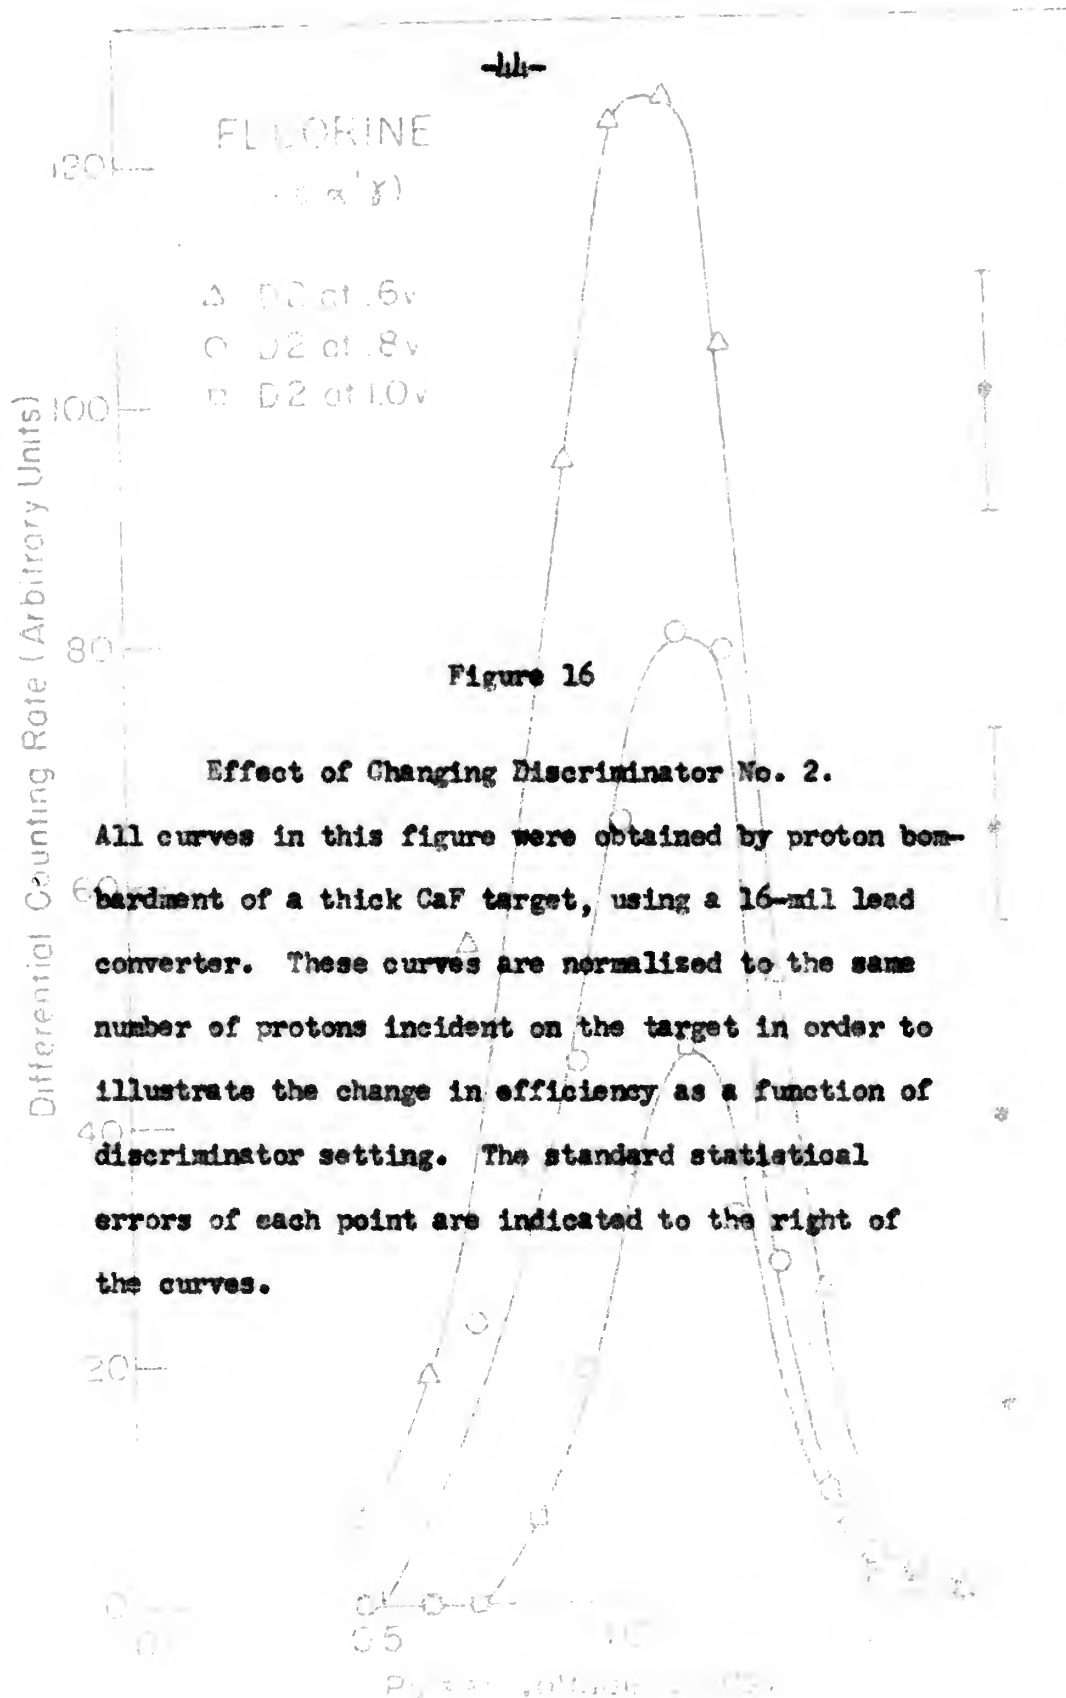 -44-
FLUORINE
α'γ)
△ D2 at .6v
○ D2 at .8v
□ D2 at 1.0v
Differential Counting Rate (Arbitrary Units)
120
100
80
60
40
20
0
Figure 16
Effect of Changing Discriminator No. 2.
All curves in this figure were obtained by proton bom-
bardment of a thick CaF target, using a 16-mil lead
converter. These curves are normalized to the same
number of protons incident on the target in order to
illustrate the change in efficiency as a function of
discriminator setting. The standard statistical
errors of each point are indicated to the right of
the curves.
0 0.5 1.0